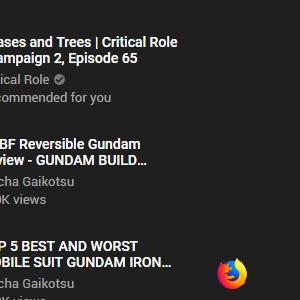 ases and Trees | Critical Role
ampaign 2, Episode 65
ical Role
commended for you
BF Reversible Gundam
view - GUNDAM BUILD...
cha Gaikotsu
K views
P 5 BEST AND WORST
OBILE SUIT GUNDAM IRON...
cha Gaikotsu